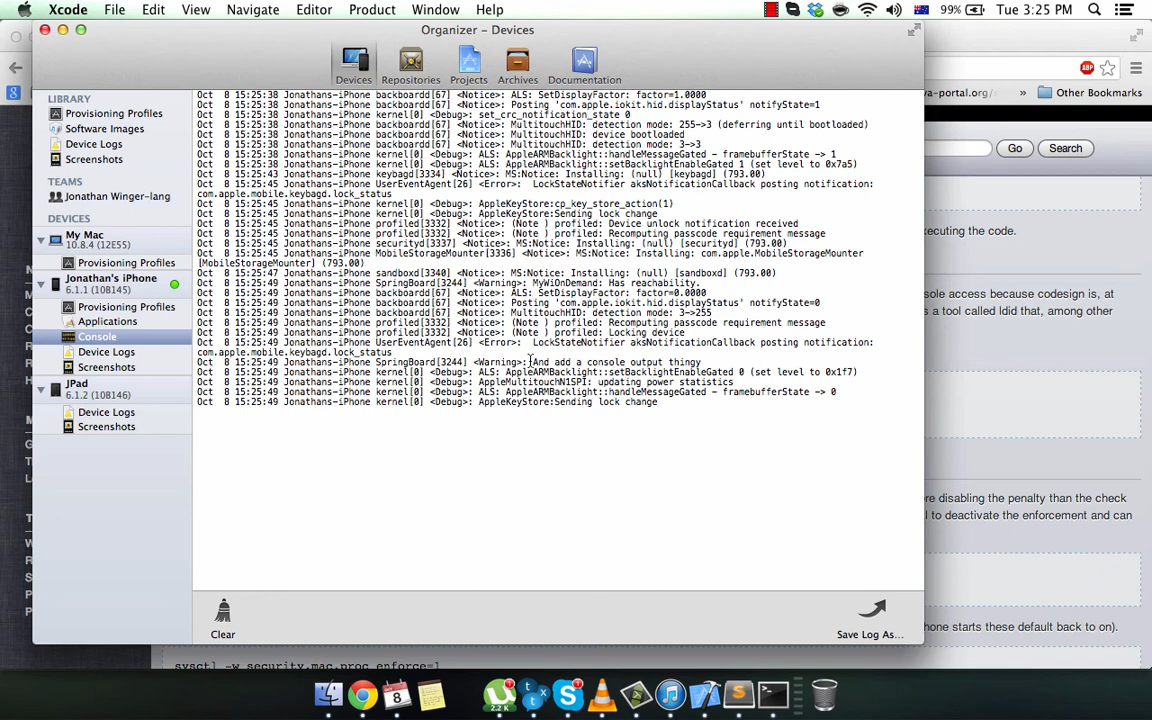 Xcode File Edit View Navigate Editor Product Window Help 99% Tue 3:25 PM
Organizer – Devices
Devices Repositories Projects Archives Documentation
ABP
va-portal.org/ Other Bookmarks
Go Search
LIBRARY
Provisioning Profiles
Software Images
Device Logs
Screenshots
TEAMS
Jonathan Winger-lang
DEVICES
My Mac
10.8.4 (12E55)
Provisioning Profiles
Jonathan's iPhone
6.1.1 (10B145)
Provisioning Profiles
Applications
Console
Device Logs
Screenshots
JPad
6.1.2 (10B146)
Device Logs
Screenshots
Oct 8 15:25:38 Jonathans-iPhone backboardd[67] <Notice>: ALS: SetDisplayFactor: factor=1.0000
Oct 8 15:25:38 Jonathans-iPhone backboardd[67] <Notice>: Posting 'com.apple.iokit.hid.displayStatus' notifyState=1
Oct 8 15:25:38 Jonathans-iPhone kernel[0] <Debug>: set_crc_notification_state 0
Oct 8 15:25:38 Jonathans-iPhone backboardd[67] <Notice>: MultitouchHID: detection mode: 255->3 (deferring until bootloaded)
Oct 8 15:25:38 Jonathans-iPhone backboardd[67] <Notice>: MultitouchHID: device bootloaded
Oct 8 15:25:38 Jonathans-iPhone backboardd[67] <Notice>: MultitouchHID: detection mode: 3->3
Oct 8 15:25:38 Jonathans-iPhone kernel[0] <Debug>: ALS: AppleARMBacklight::handleMessageGated - framebufferState -> 1
Oct 8 15:25:38 Jonathans-iPhone kernel[0] <Debug>: ALS: AppleARMBacklight::setBacklightEnableGated 1 (set level to 0x7a5)
Oct 8 15:25:43 Jonathans-iPhone keybagd[3334] <Notice>: MS:Notice: Installing: (null) [keybagd] (793.00)
Oct 8 15:25:45 Jonathans-iPhone UserEventAgent[26] <Error>: LockStateNotifier aksNotificationCallback posting notification:
com.apple.mobile.keybagd.lock_status
Oct 8 15:25:45 Jonathans-iPhone kernel[0] <Debug>: AppleKeyStore:cp_key_store_action(1)
Oct 8 15:25:45 Jonathans-iPhone kernel[0] <Debug>: AppleKeyStore:Sending lock change
Oct 8 15:25:45 Jonathans-iPhone profiled[3332] <Notice>: (Note ) profiled: Device unlock notification received
Oct 8 15:25:45 Jonathans-iPhone profiled[3332] <Notice>: (Note ) profiled: Recomputing passcode requirement message
Oct 8 15:25:45 Jonathans-iPhone securityd[3337] <Notice>: MS:Notice: Installing: (null) [securityd] (793.00)
Oct 8 15:25:45 Jonathans-iPhone MobileStorageMounter[3336] <Notice>: MS:Notice: Installing: com.apple.MobileStorageMounter
[MobileStorageMounter] (793.00)
Oct 8 15:25:47 Jonathans-iPhone sandboxd[3340] <Notice>: MS:Notice: Installing: (null) [sandboxd] (793.00)
Oct 8 15:25:49 Jonathans-iPhone SpringBoard[3244] <Warning>: MyWiOnDemand: Has reachability.
Oct 8 15:25:49 Jonathans-iPhone backboardd[67] <Notice>: ALS: SetDisplayFactor: factor=0.0000
Oct 8 15:25:49 Jonathans-iPhone backboardd[67] <Notice>: Posting 'com.apple.iokit.hid.displayStatus' notifyState=0
Oct 8 15:25:49 Jonathans-iPhone backboardd[67] <Notice>: MultitouchHID: detection mode: 3->255
Oct 8 15:25:49 Jonathans-iPhone profiled[3332] <Notice>: (Note ) profiled: Recomputing passcode requirement message
Oct 8 15:25:49 Jonathans-iPhone profiled[3332] <Notice>: (Note ) profiled: Locking device
Oct 8 15:25:49 Jonathans-iPhone UserEventAgent[26] <Error>: LockStateNotifier aksNotificationCallback posting notification:
com.apple.mobile.keybagd.lock_status
Oct 8 15:25:49 Jonathans-iPhone SpringBoard[3244] <Warning>: And add a console output thingy
Oct 8 15:25:49 Jonathans-iPhone kernel[0] <Debug>: ALS: AppleARMBacklight::setBacklightEnableGated 0 (set level to 0x1f7)
Oct 8 15:25:49 Jonathans-iPhone kernel[0] <Debug>: AppleMultitouchN1SPI: updating power statistics
Oct 8 15:25:49 Jonathans-iPhone kernel[0] <Debug>: ALS: AppleARMBacklight::handleMessageGated - framebufferState -> 0
Oct 8 15:25:49 Jonathans-iPhone kernel[0] <Debug>: AppleKeyStore:Sending lock change
Clear Save Log As...
xecuting the code.
sole access because codesign is, at
s a tool called ldid that, among other
re disabling the penalty than the check
l to deactivate the enforcement and can
hone starts these default back to on).
sysctl -w security.mac.proc_enforce=1
8
2.2 K